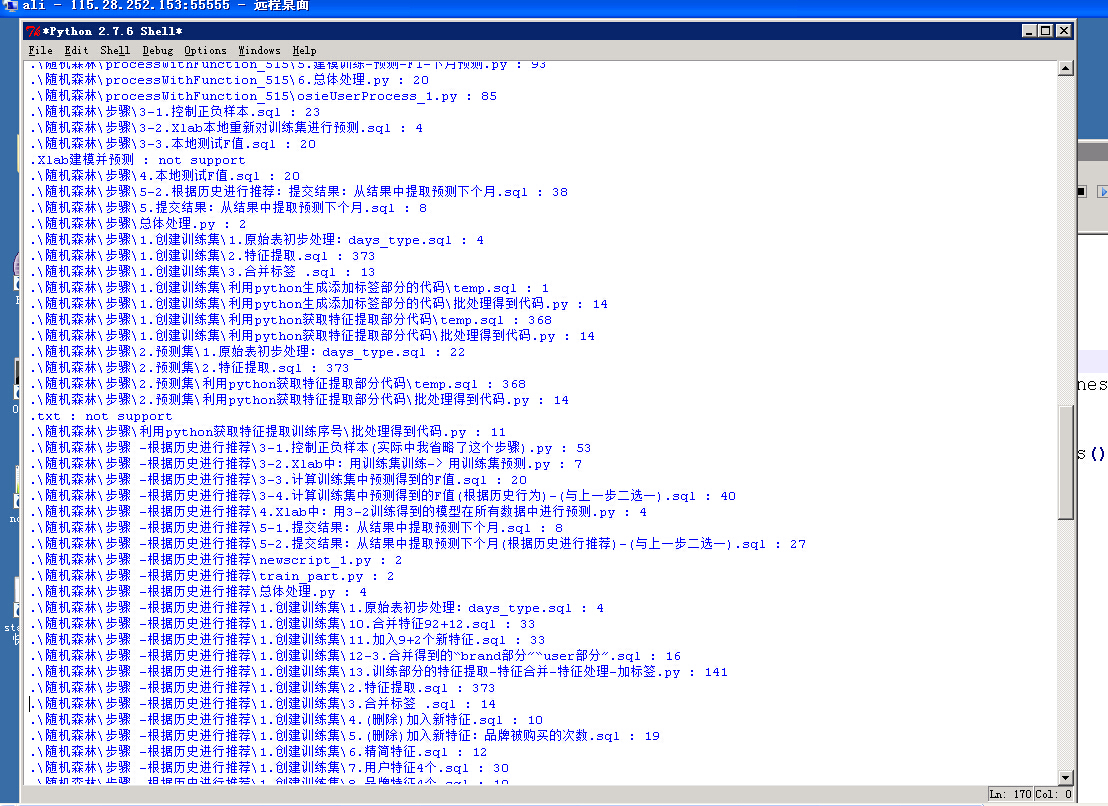 ali - 115.28.252.153:55555 - 远程桌面
*Python 2.7.6 Shell*
File Edit Shell Debug Options Windows Help
.\随机森林\processWithFunction_515\5.建模训练-预测-F1-下月预测.py : 93
.\随机森林\processWithFunction_515\6.总体处理.py : 20
.\随机森林\processWithFunction_515\osieUserProcess_1.py : 85
.\随机森林\步骤\3-1.控制正负样本.sql : 23
.\随机森林\步骤\3-2.Xlab本地重新对训练集进行预测.sql : 4
.\随机森林\步骤\3-3.本地测试F值.sql : 20
.Xlab建模并预测 : not support
.\随机森林\步骤\4.本地测试F值.sql : 20
.\随机森林\步骤\5-2.根据历史进行推荐：提交结果：从结果中提取预测下个月.sql : 38
.\随机森林\步骤\5.提交结果：从结果中提取预测下个月.sql : 8
.\随机森林\步骤\总体处理.py : 2
.\随机森林\步骤\1.创建训练集\1.原始表初步处理：days_type.sql : 4
.\随机森林\步骤\1.创建训练集\2.特征提取.sql : 373
.\随机森林\步骤\1.创建训练集\3.合并标签 .sql : 13
.\随机森林\步骤\1.创建训练集\利用python生成添加标签部分的代码\temp.sql : 1
.\随机森林\步骤\1.创建训练集\利用python生成添加标签部分的代码\批处理得到代码.py : 14
.\随机森林\步骤\1.创建训练集\利用python获取特征提取部分代码\temp.sql : 368
.\随机森林\步骤\1.创建训练集\利用python获取特征提取部分代码\批处理得到代码.py : 14
.\随机森林\步骤\2.预测集\1.原始表初步处理：days_type.sql : 22
.\随机森林\步骤\2.预测集\2.特征提取.sql : 373
.\随机森林\步骤\2.预测集\利用python获取特征提取部分代码\temp.sql : 368
.\随机森林\步骤\2.预测集\利用python获取特征提取部分代码\批处理得到代码.py : 14
.txt : not support
.\随机森林\步骤\利用python获取特征提取训练序号\批处理得到代码.py : 11
.\随机森林\步骤 -根据历史进行推荐\3-1.控制正负样本(实际中我省略了这个步骤).py : 53
.\随机森林\步骤 -根据历史进行推荐\3-2.Xlab中：用训练集训练-> 用训练集预测.py : 7
.\随机森林\步骤 -根据历史进行推荐\3-3.计算训练集中预测得到的F值.sql : 20
.\随机森林\步骤 -根据历史进行推荐\3-4.计算训练集中预测得到的F值(根据历史行为)-(与上一步二选一).sql : 40
.\随机森林\步骤 -根据历史进行推荐\4.Xlab中：用3-2训练得到的模型在所有数据中进行预测.py : 4
.\随机森林\步骤 -根据历史进行推荐\5-1.提交结果：从结果中提取预测下个月.sql : 8
.\随机森林\步骤 -根据历史进行推荐\5-2.提交结果：从结果中提取预测下个月(根据历史进行推荐)-(与上一步二选一).sql : 27
.\随机森林\步骤 -根据历史进行推荐\newscript_1.py : 2
.\随机森林\步骤 -根据历史进行推荐\train_part.py : 2
.\随机森林\步骤 -根据历史进行推荐\总体处理.py : 4
.\随机森林\步骤 -根据历史进行推荐\1.创建训练集\1.原始表初步处理：days_type.sql : 4
.\随机森林\步骤 -根据历史进行推荐\1.创建训练集\10.合并特征92+12.sql : 33
.\随机森林\步骤 -根据历史进行推荐\1.创建训练集\11.加入9+2个新特征.sql : 33
.\随机森林\步骤 -根据历史进行推荐\1.创建训练集\12-3.合并得到的“brand部分”“user部分”.sql : 16
.\随机森林\步骤 -根据历史进行推荐\1.创建训练集\13.训练部分的特征提取-特征合并-特征处理-加标签.py : 141
.\随机森林\步骤 -根据历史进行推荐\1.创建训练集\2.特征提取.sql : 373
.\随机森林\步骤 -根据历史进行推荐\1.创建训练集\3.合并标签 .sql : 14
.\随机森林\步骤 -根据历史进行推荐\1.创建训练集\4.(删除)加入新特征.sql : 10
.\随机森林\步骤 -根据历史进行推荐\1.创建训练集\5.(删除)加入新特征：品牌被购买的次数.sql : 19
.\随机森林\步骤 -根据历史进行推荐\1.创建训练集\6.精简特征.sql : 12
.\随机森林\步骤 -根据历史进行推荐\1.创建训练集\7.用户特征4个.sql : 30
.\随机森林\步骤 -根据历史进行推荐\1.创建训练集\8.品牌特征4个.sql : 10
Ln: 170 Col: 0
nes
s()